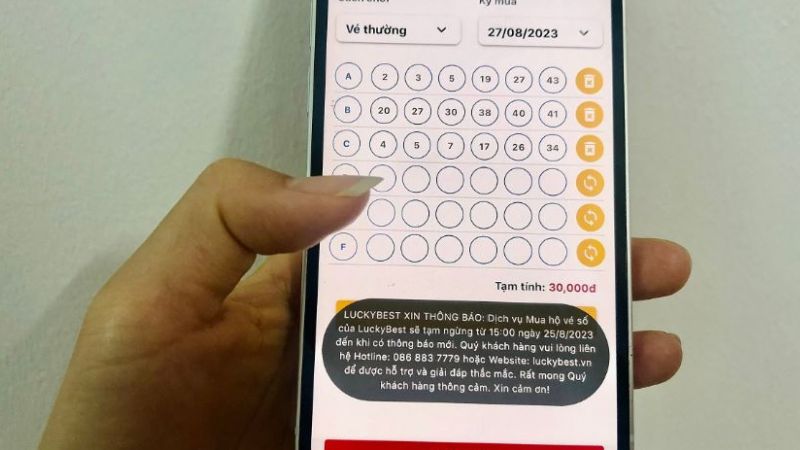 Kỳ mua
Vé thường 27/08/2023
A 2 3 5 19 27 43
B 20 27 30 38 40 41
C 4 5 7 17 26 34
F
Tạm tính: 30,000đ
LUCKYBEST XIN THÔNG BÁO: Dịch vụ Mua hộ vé số
của LuckyBest sẽ tạm ngừng từ 15:00 ngày 25/8/2023
đến khi có thông báo mới. Quý khách hàng vui lòng liên
hệ Hotline: 086 883 7779 hoặc Website: luckybest.vn
để được hỗ trợ và giải đáp thắc mắc. Rất mong Quý
khách hàng thông cảm. Xin cảm ơn!